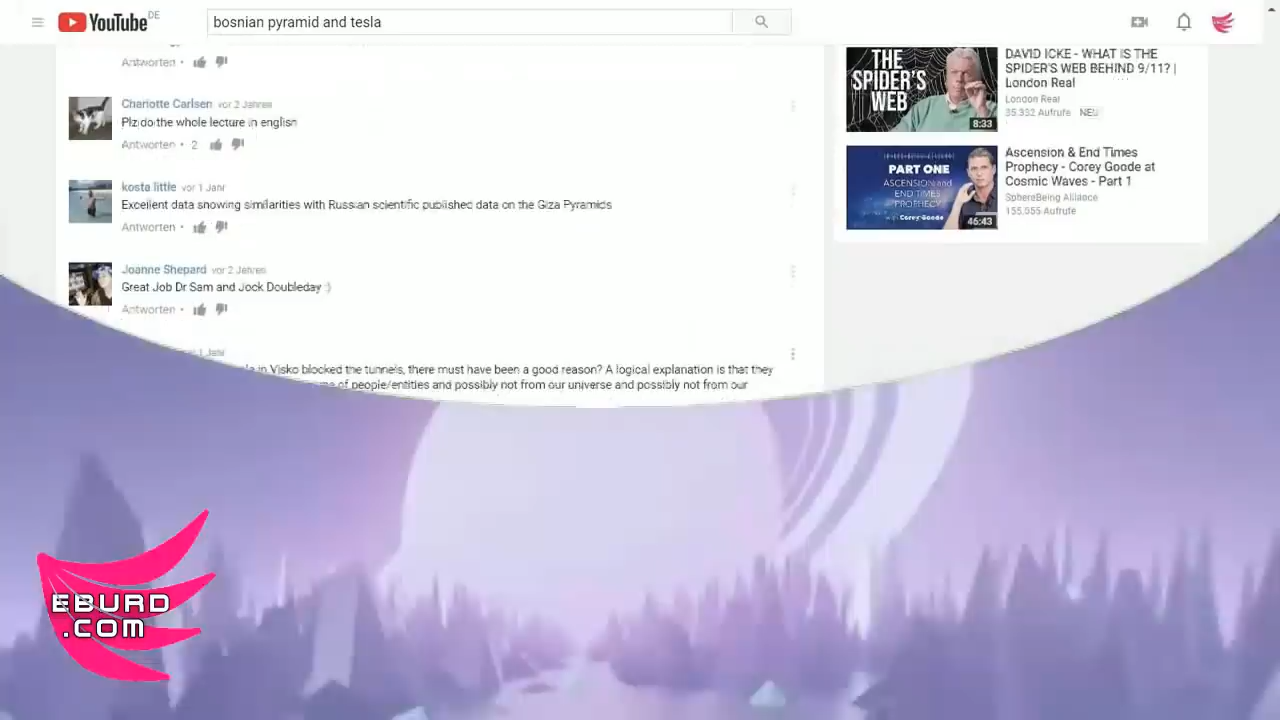 YouTube DE
bosnian pyramid and tesla
Antworten •
Charlotte Carlsen vor 2 Jahren
Plz do the whole lecture in english
Antworten • 2
kosta little vor 1 Jahr
Excellent data showing similarities with Russian scientific published data on the Giza Pyramids
Antworten •
Joanne Shepard vor 2 Jahren
Great Job Dr Sam and Jock Doubleday :)
Antworten •
1 Jahr
in Visko blocked the tunnels, there must have been a good reason? A logical explanation is that they
of people/entities and possibly not from our universe and possibly not from our
THE
SPIDER'S
WEB
8:33
DAVID ICKE - WHAT IS THE
SPIDER'S WEB BEHIND 9/11? |
London Real
London Real
35.332 Aufrufe NEU
PART ONE
ASCENSION and
END TIMES
PROPHECY
with Corey Goode
46:43
Ascension & End Times
Prophecy - Corey Goode at
Cosmic Waves - Part 1
SphereBeing Alliance
155.055 Aufrufe
EBURD
.COM